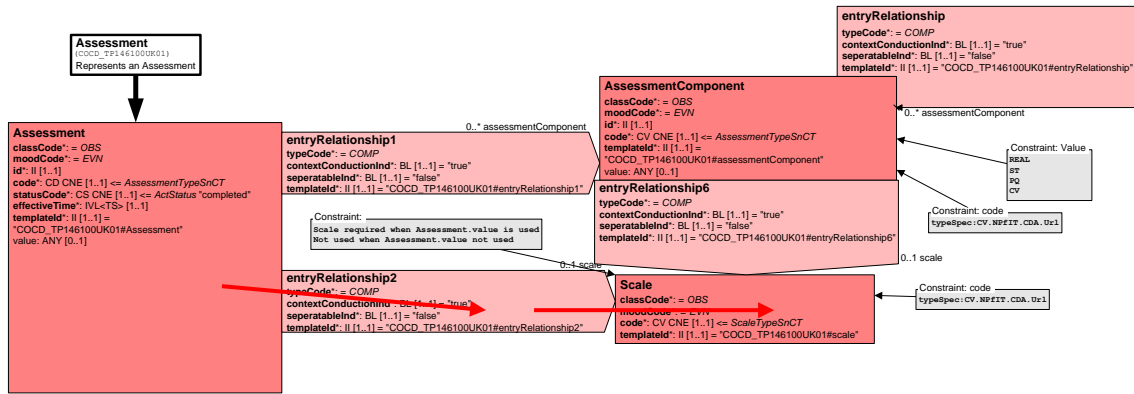 Assessment
(COCD_TP146100UK01)
Represents an Assessment
entryRelationship
typeCode*: = COMP
contextConductionInd*: BL [1..1] = "true"
seperatableInd*: BL [1..1] = "false"
templateId*: II [1..1] = "COCD_TP146100UK01#entryRelationship"
0..* assessmentComponent
AssessmentComponent
classCode*: = OBS
moodCode*: = EVN
id*: II [1..1]
code*: CV CNE [1..1] <= AssessmentTypeSnCT
templateId*: II [1..1] =
"COCD_TP146100UK01#assessmentComponent"
value: ANY [0..1]
Constraint: Value
REAL
ST
PQ
CV
Constraint: code
typeSpec:CV.NPfIT.CDA.Url
Assessment
classCode*: = OBS
moodCode*: = EVN
id*: II [1..1]
code*: CD CNE [1..1] <= AssessmentTypeSnCT
statusCode*: CS CNE [1..1] <= ActStatus "completed"
effectiveTime*: IVL<TS> [1..1]
templateId*: II [1..1] =
"COCD_TP146100UK01#Assessment"
value: ANY [0..1]
0..* assessmentComponent
entryRelationship1
typeCode*: = COMP
contextConductionInd*: BL [1..1] = "true"
seperatableInd*: BL [1..1] = "false"
templateId*: II [1..1] = "COCD_TP146100UK01#entryRelationship1"
entryRelationship6
typeCode*: = COMP
contextConductionInd*: BL [1..1] = "true"
seperatableInd*: BL [1..1] = "false"
templateId*: II [1..1] = "COCD_TP146100UK01#entryRelationship6"
0..1 scale
Constraint:
Scale required when Assessment.value is used
Not used when Assessment.value not used
0..1 scale
entryRelationship2
typeCode*: = COMP
contextConductionInd*: BL [1..1] = "true"
seperatableInd*: BL [1..1] = "false"
templateId*: II [1..1] = "COCD_TP146100UK01#entryRelationship2"
Scale
classCode*: = OBS
moodCode*: = EVN
code*: CV CNE [1..1] <= ScaleTypeSnCT
templateId*: II [1..1] = "COCD_TP146100UK01#scale"
Constraint: code
typeSpec:CV.NPfIT.CDA.Url